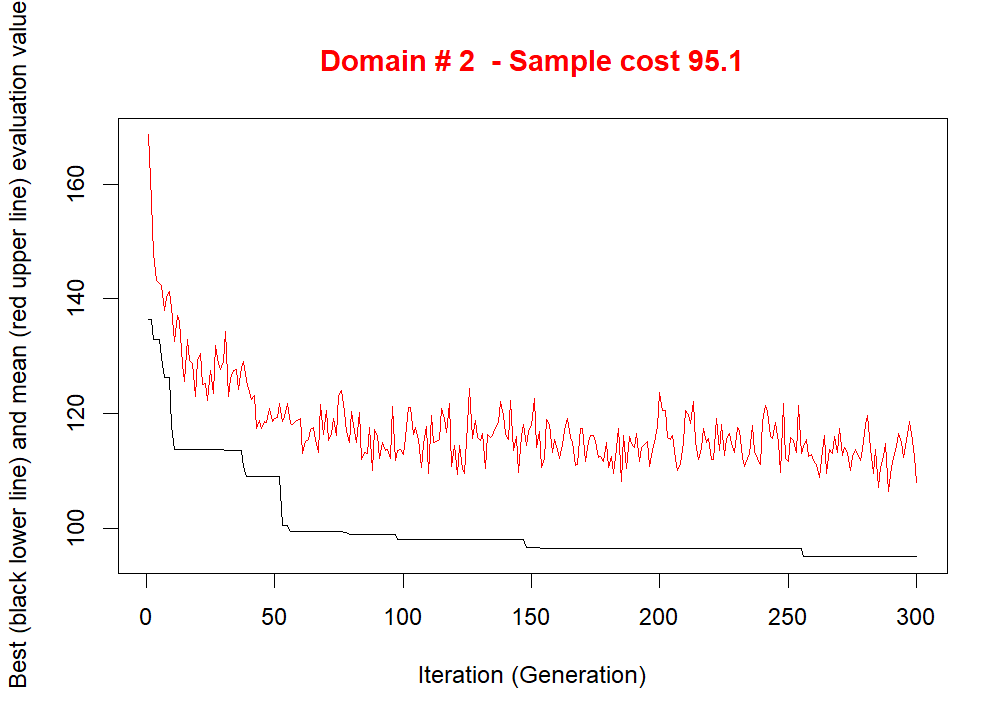 Domain # 2  - Sample cost 95.1
Best (black lower line) and mean (red upper line) evaluation value
160
140
120
100
0 50 100 150 200 250 300
Iteration (Generation)